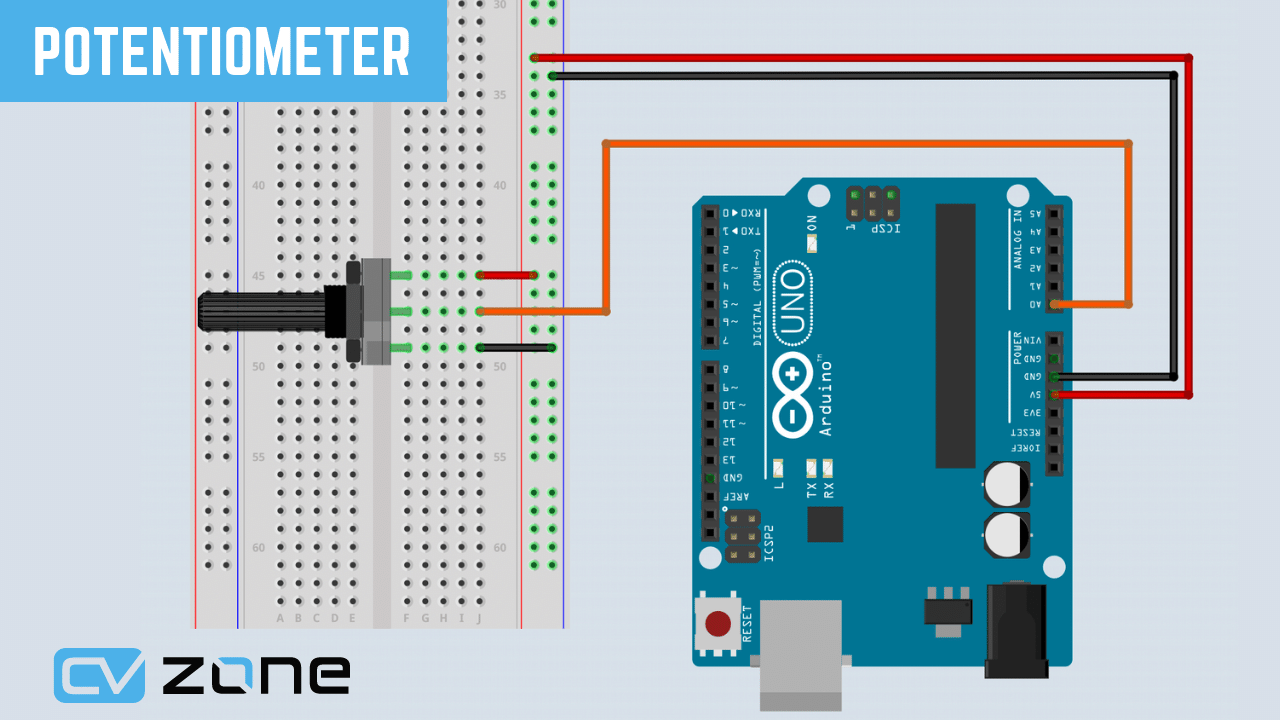 POTENTIOMETER
30
35
40
40
45
45
50
50
55
55
60
60
A B C D E
F G H I J
0 ▶ RXD
1 ◀ TXD
2
3 ~
4
5 ~
6 ~
7
8
9 ~
10 ~
11 ~
12
13
GND
AREF
DIGITAL (PWM=~)
ON
1
ICSP
UNO
Arduino™
L
TX
RX
ICSP2
RESET
ANALOG IN
A5
A4
A3
A2
A1
A0
POWER
VIN
GND
GND
5V
3V3
RESET
IOREF
CV ZONE